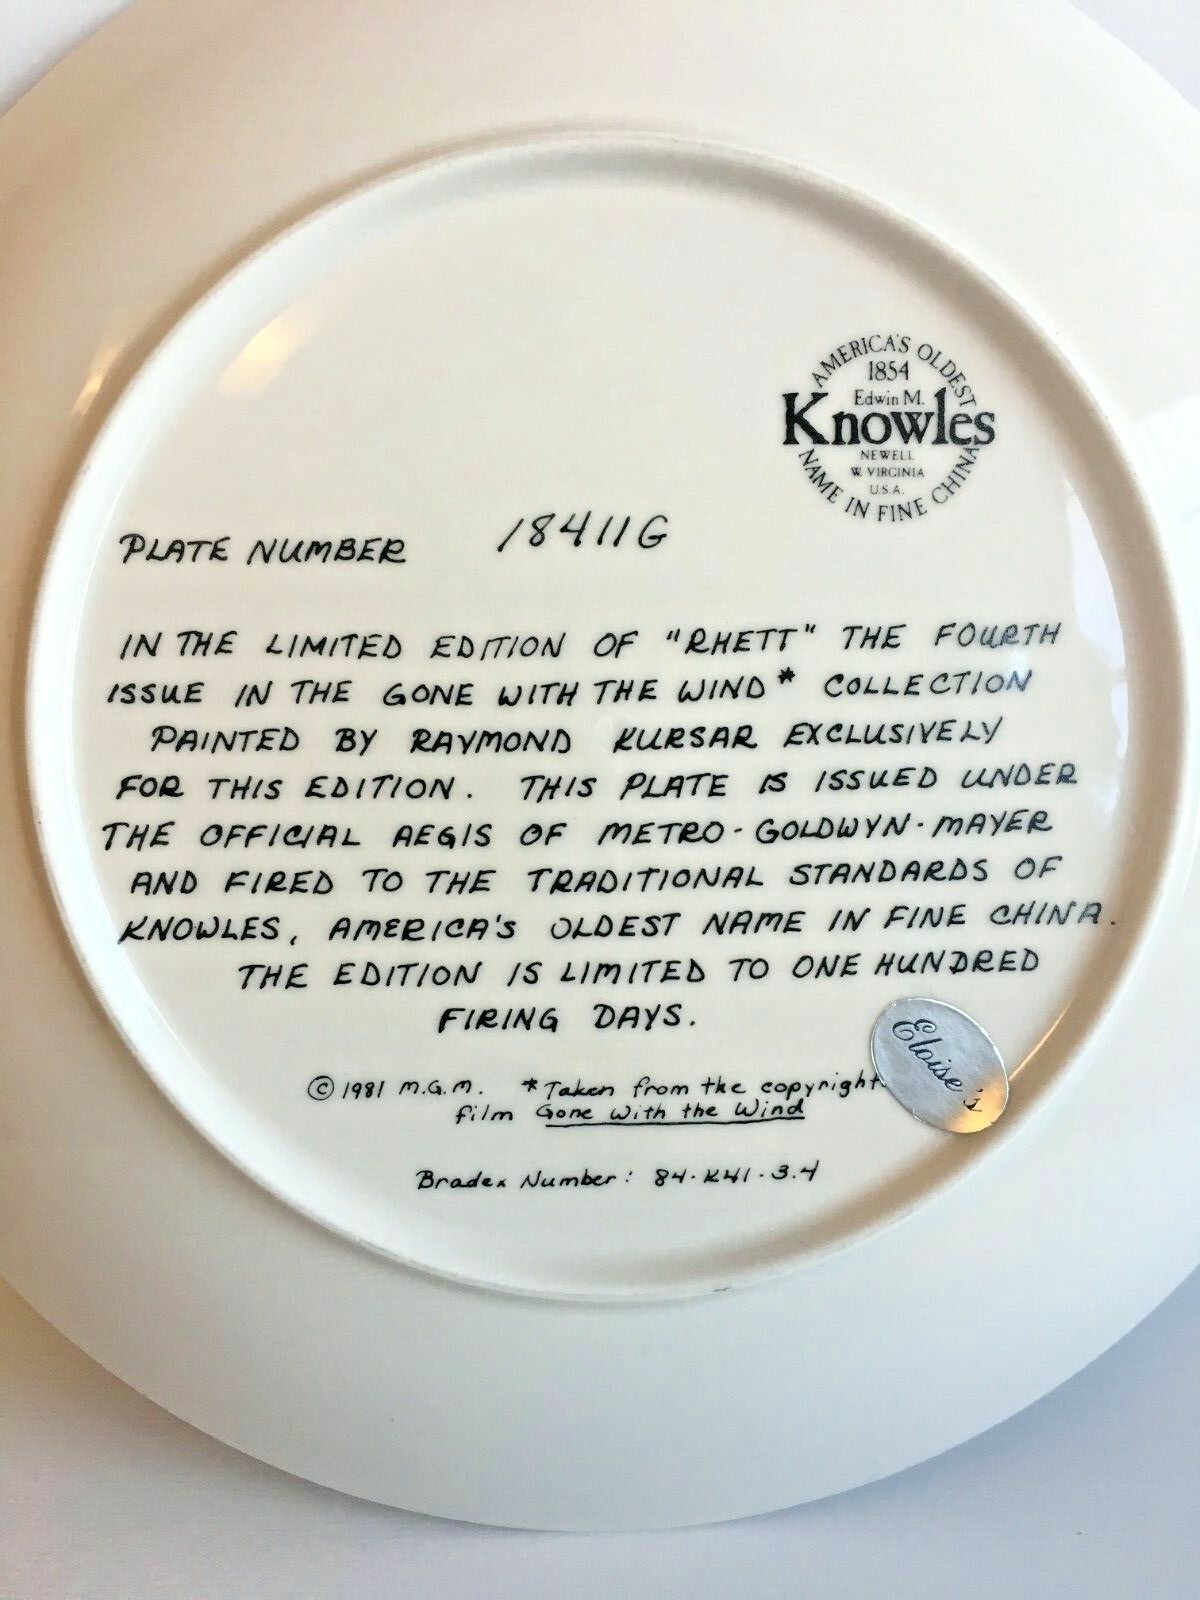 AMERICA'S OLDEST
1854
Edwin M.
Knowles
NEWELL
W. VIRGINIA
U.S.A.
NAME IN FINE CHINA
PLATE NUMBER 18411G
IN THE LIMITED EDITION OF "RHETT" THE FOURTH
ISSUE IN THE GONE WITH THE WIND* COLLECTION
PAINTED BY RAYMOND KURSAR EXCLUSIVELY
FOR THIS EDITION. THIS PLATE IS ISSUED UNDER
THE OFFICIAL AEGIS OF METRO-GOLDWYN-MAYER
AND FIRED TO THE TRADITIONAL STANDARDS OF
KNOWLES, AMERICA'S OLDEST NAME IN FINE CHINA.
THE EDITION IS LIMITED TO ONE HUNDRED
FIRING DAYS.
Eloise's
© 1981 M.G.M. *Taken from the copyright
film Gone With the Wind
Bradex Number: 84-K41-3.4